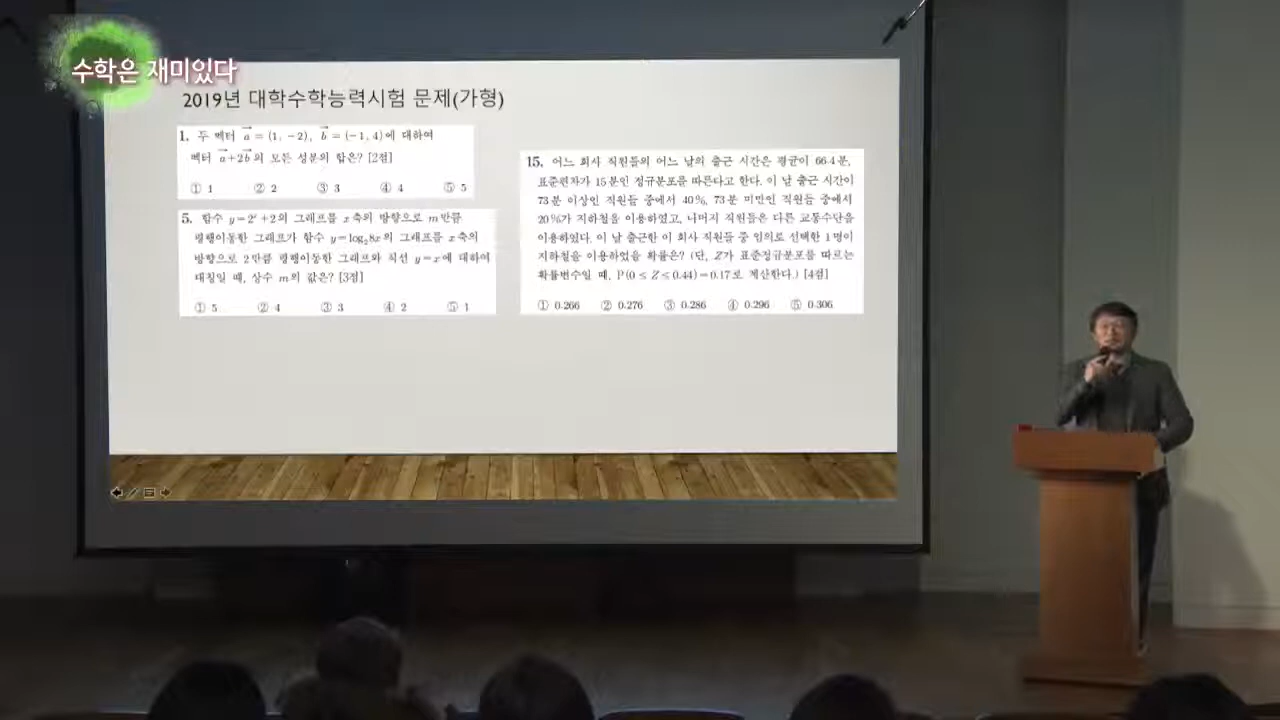 수학은 재미있다
2019년 대학수학능력시험 문제(가형)
1. 두 벡터 a = (1, −2), b = (−1, 4)에 대하여
벡터 a+2b의 모든 성분의 합은? [2점]
① 1 ② 2 ③ 3 ④ 4 ⑤ 5
5. 함수 y=2ˣ+2의 그래프를 x축의 방향으로 m만큼
평행이동한 그래프가 함수 y=log₂8x의 그래프를 x축의
방향으로 2만큼 평행이동한 그래프와 직선 y=x에 대하여
대칭일 때, 상수 m의 값은? [3점]
① 5 ② 4 ③ 3 ④ 2 ⑤ 1
15. 어느 회사 직원들의 어느 날의 출근 시간은 평균이 66.4분,
표준편차가 15분인 정규분포를 따른다고 한다. 이 날 출근 시간이
73분 이상인 직원들 중에서 40%, 73분 미만인 직원들 중에서
20%가 지하철을 이용하였고, 나머지 직원들은 다른 교통수단을
이용하였다. 이 날 출근한 이 회사 직원들 중 임의로 선택한 1명이
지하철을 이용하였을 확률은? (단, Z가 표준정규분포를 따르는
확률변수일 때, P(0 ≤ Z ≤ 0.44) = 0.17로 계산한다.) [4점]
① 0.266 ② 0.276 ③ 0.286 ④ 0.296 ⑤ 0.306